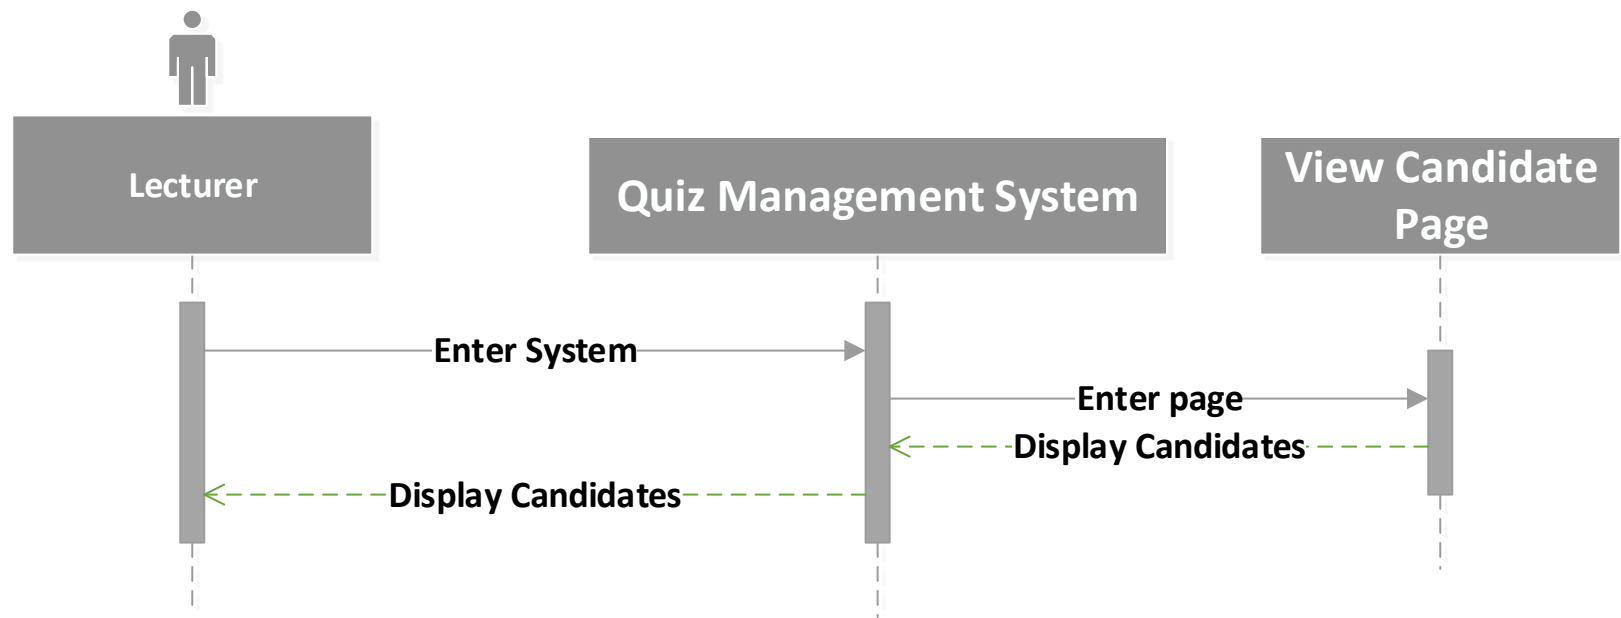 Lecturer
Quiz Management System
View Candidate
Page
Enter System
Enter page
Display Candidates
Display Candidates